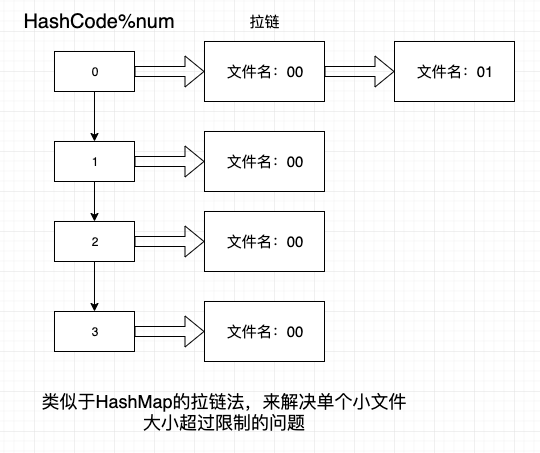 HashCode%num
拉链
0
文件名：00
文件名：01
1
文件名：00
2
文件名：00
3
文件名：00
类似于HashMap的拉链法，来解决单个小文件
大小超过限制的问题